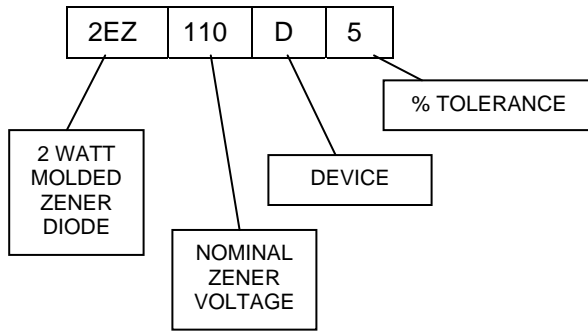 2EZ 110 D 5
% TOLERANCE
2 WATT
MOLDED
ZENER
DIODE
DEVICE
NOMINAL
ZENER
VOLTAGE